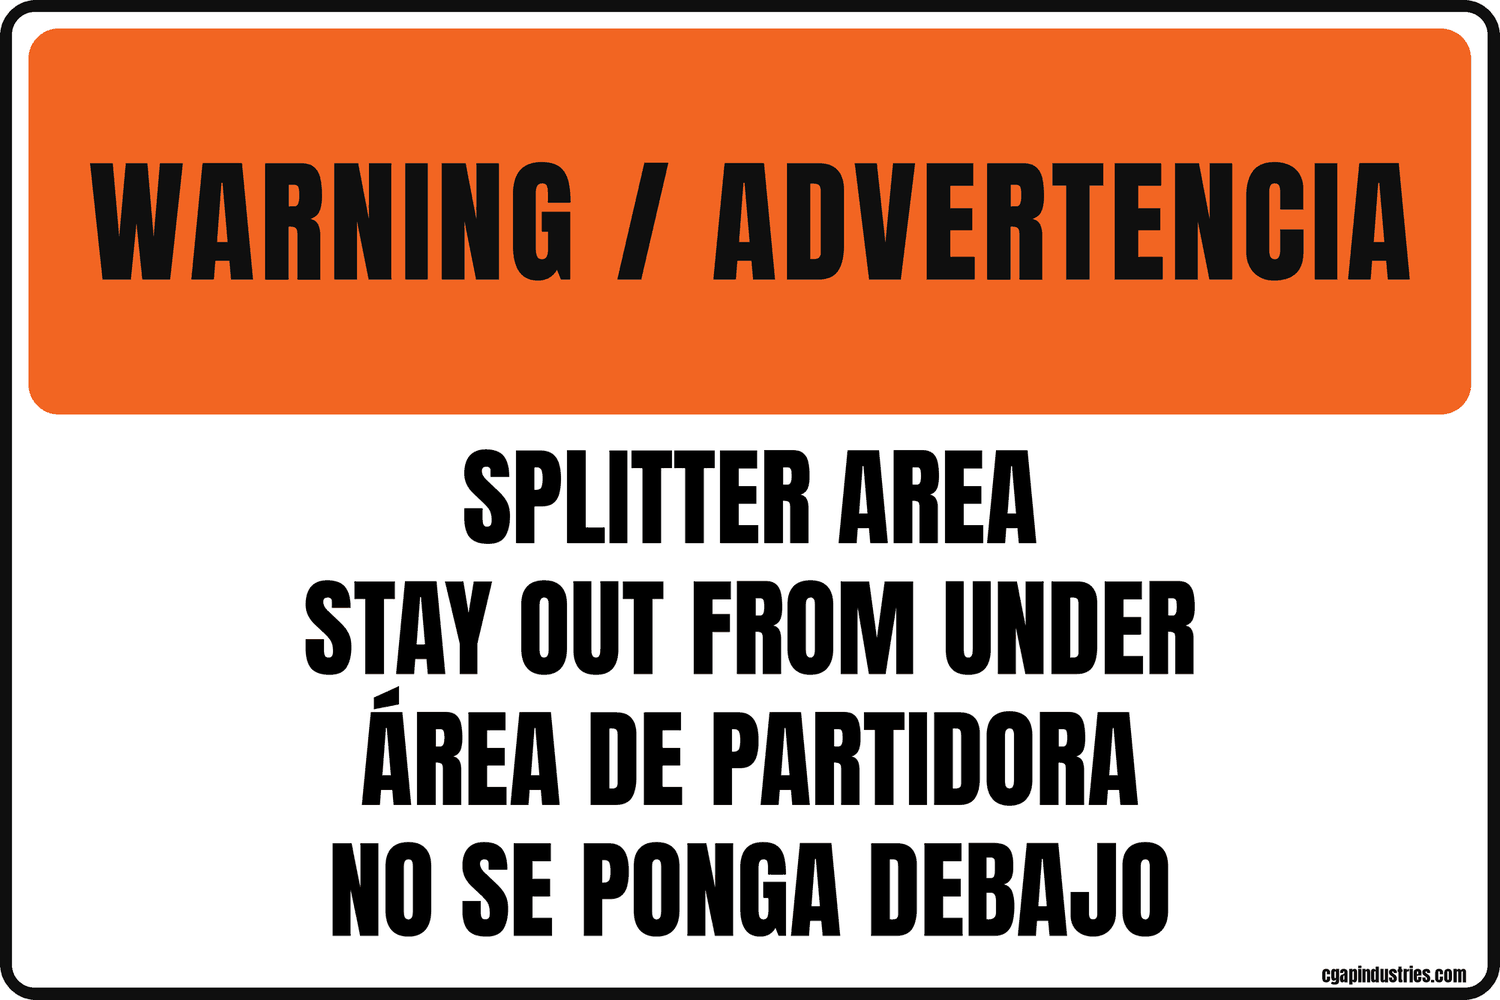 WARNING / ADVERTENCIA
SPLITTER AREA
STAY OUT FROM UNDER
ÁREA DE PARTIDORA
NO SE PONGA DEBAJO
cgapindustries.com